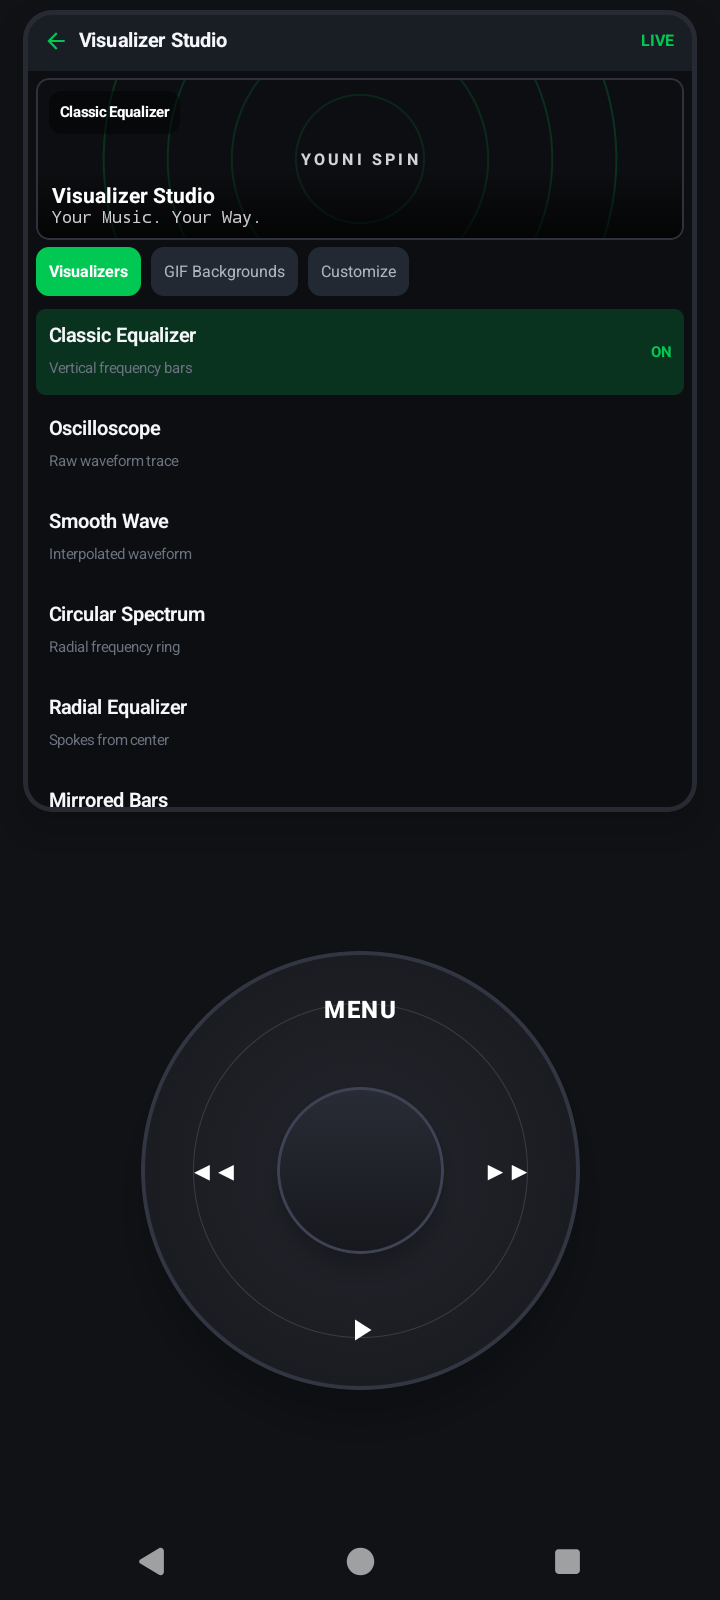 Visualizer Studio
LIVE
Classic Equalizer
YOUNI SPIN
Visualizer Studio
Your Music. Your Way.
Visualizers
GIF Backgrounds
Customize
Classic Equalizer
Vertical frequency bars
ON
Oscilloscope
Raw waveform trace
Smooth Wave
Interpolated waveform
Circular Spectrum
Radial frequency ring
Radial Equalizer
Spokes from center
Mirrored Bars
MENU